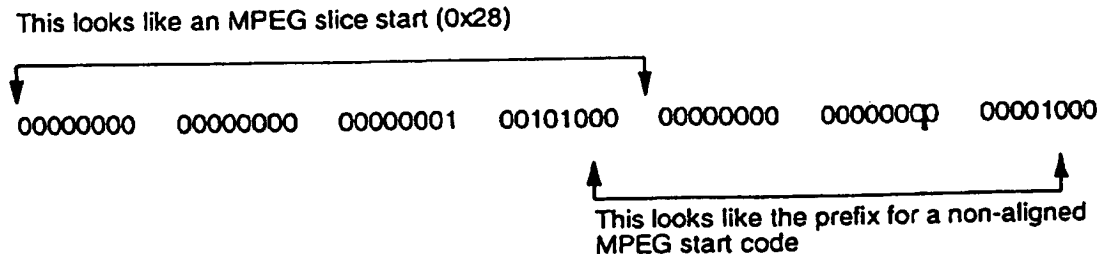 This looks like an MPEG slice start (0x28)
00000000 00000000 00000001 00101000 00000000 00000000 00001000
This looks like the prefix for a non-aligned
MPEG start code